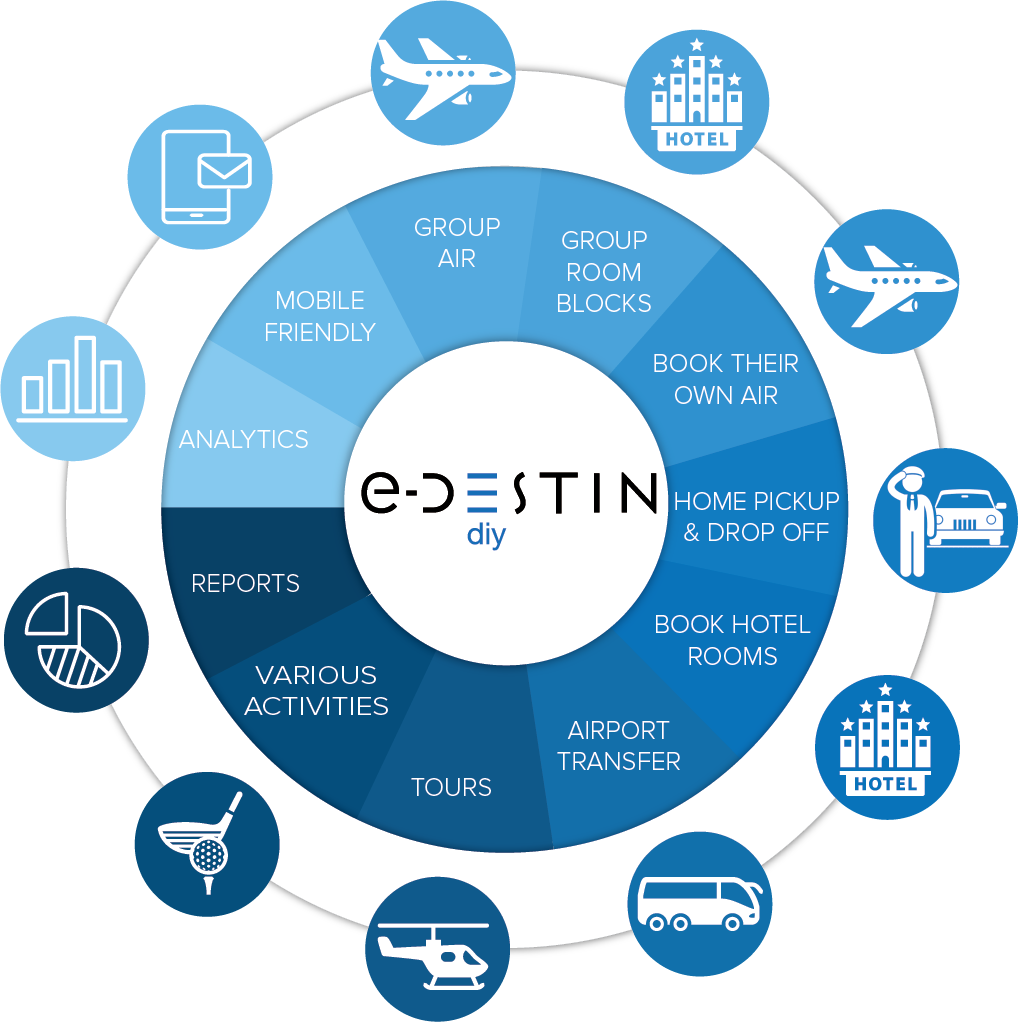 GROUP
AIR
HOTEL
GROUP
ROOM
BLOCKS
BOOK THEIR
OWN AIR
HOME PICKUP
& DROP OFF
BOOK HOTEL
ROOMS
HOTEL
AIRPORT
TRANSFER
TOURS
VARIOUS
ACTIVITIES
REPORTS
ANALYTICS
MOBILE
FRIENDLY
e-DESTIN
diy